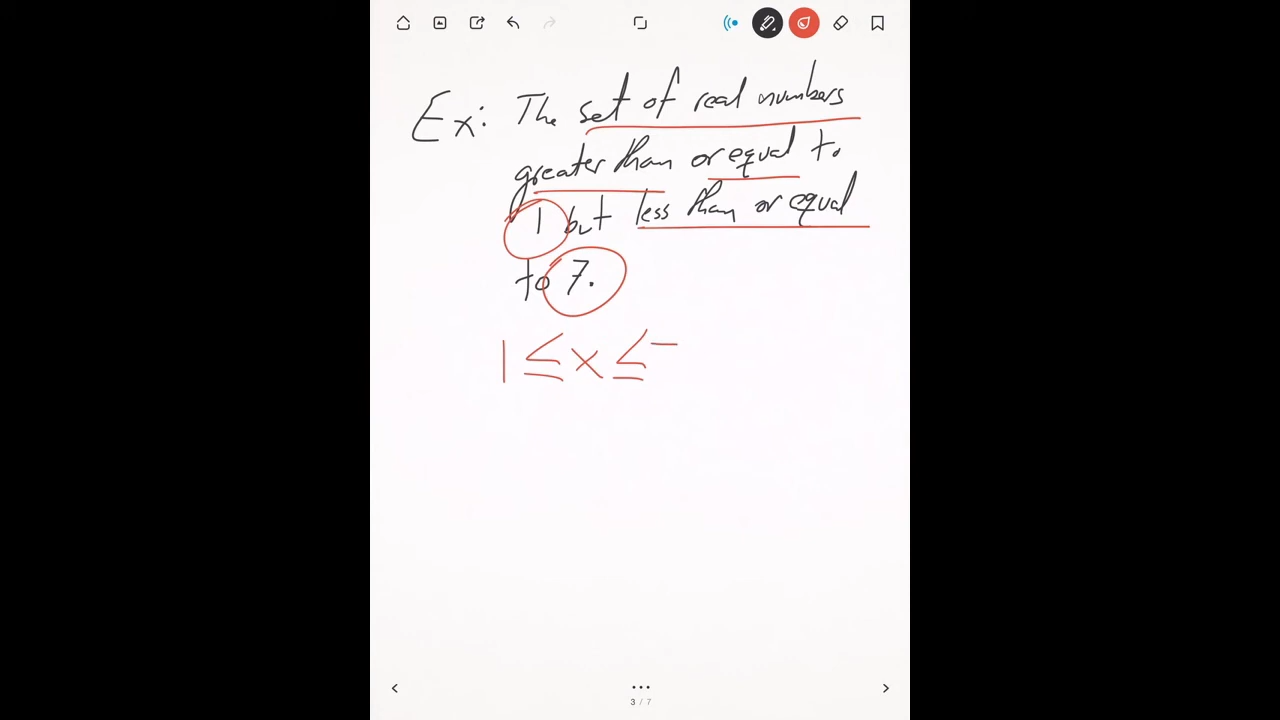 Ex: The set of real numbers
greater than or equal to
1 but less than or equal
to 7.
1 ≤ x ≤
3 / 7